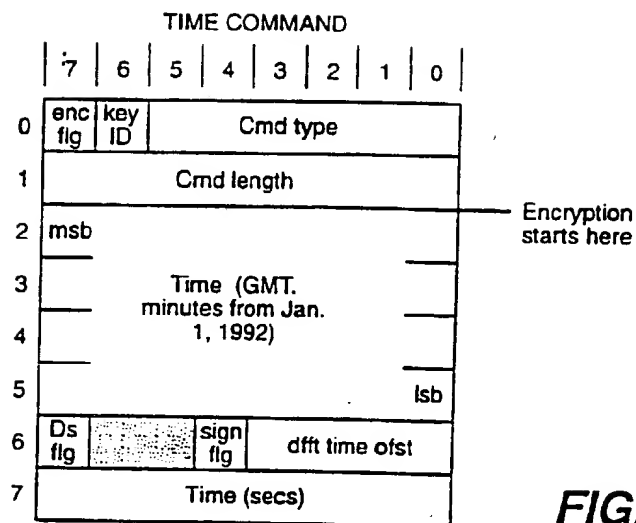 TIME COMMAND
7 6 5 4 3 2 1 0
0 enc flg key ID Cmd type
1 Cmd length
Encryption starts here
2 msb
3 Time (GMT.
minutes from Jan.
4 1, 1992)
5 lsb
6 Ds flg sign flg dfft time ofst
7 Time (secs)
FIG.